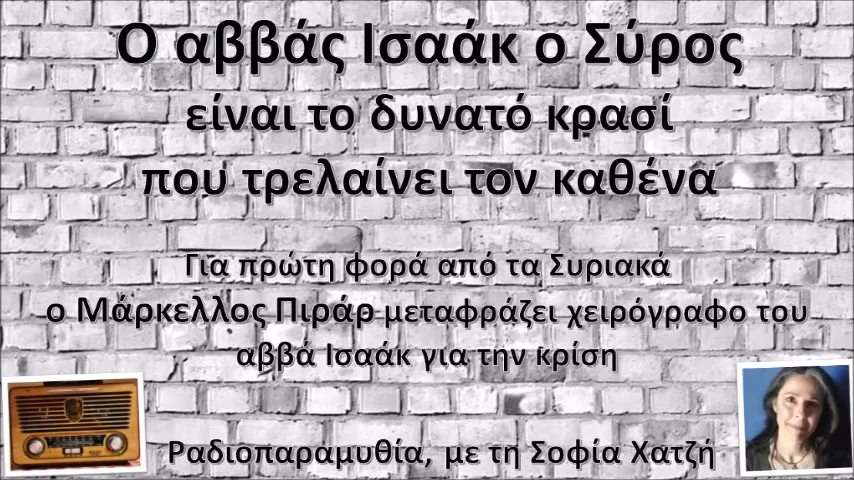 Ο αββάς Ισαάκ ο Σύρος
είναι το δυνατό κρασί
που τρελαίνει τον καθένα
Για πρώτη φορά από τα Συριακά
ο Μάρκελλος Πιράρ μεταφράζει χειρόγραφο του
αββά Ισαάκ για την κρίση
Ραδιοπαραμυθία, με τη Σοφία Χατζή